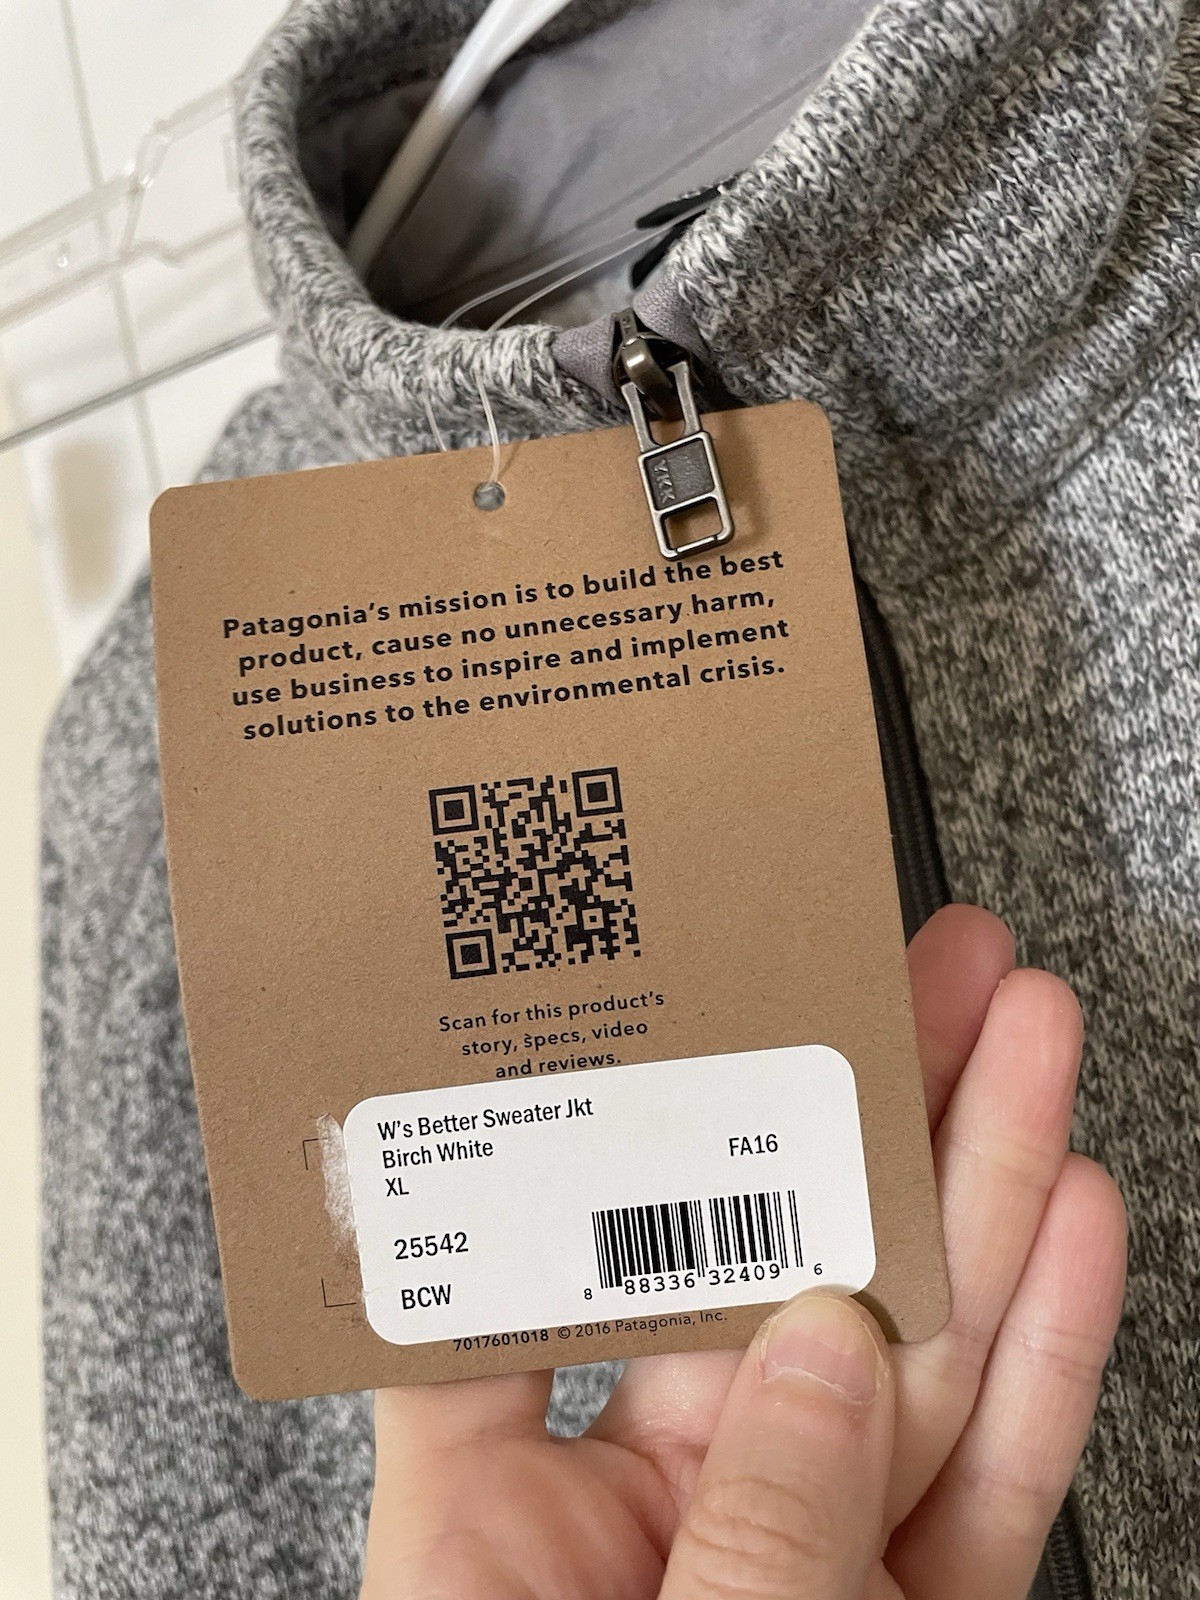 YKK
Patagonia's mission is to build the best
product, cause no unnecessary harm,
use business to inspire and implement
solutions to the environmental crisis.
Scan for this product's
story, specs, video
and reviews.
W's Better Sweater Jkt
Birch White FA16
XL
25542
BCW
8 88336 32409 6
7017601018 © 2016 Patagonia, Inc.